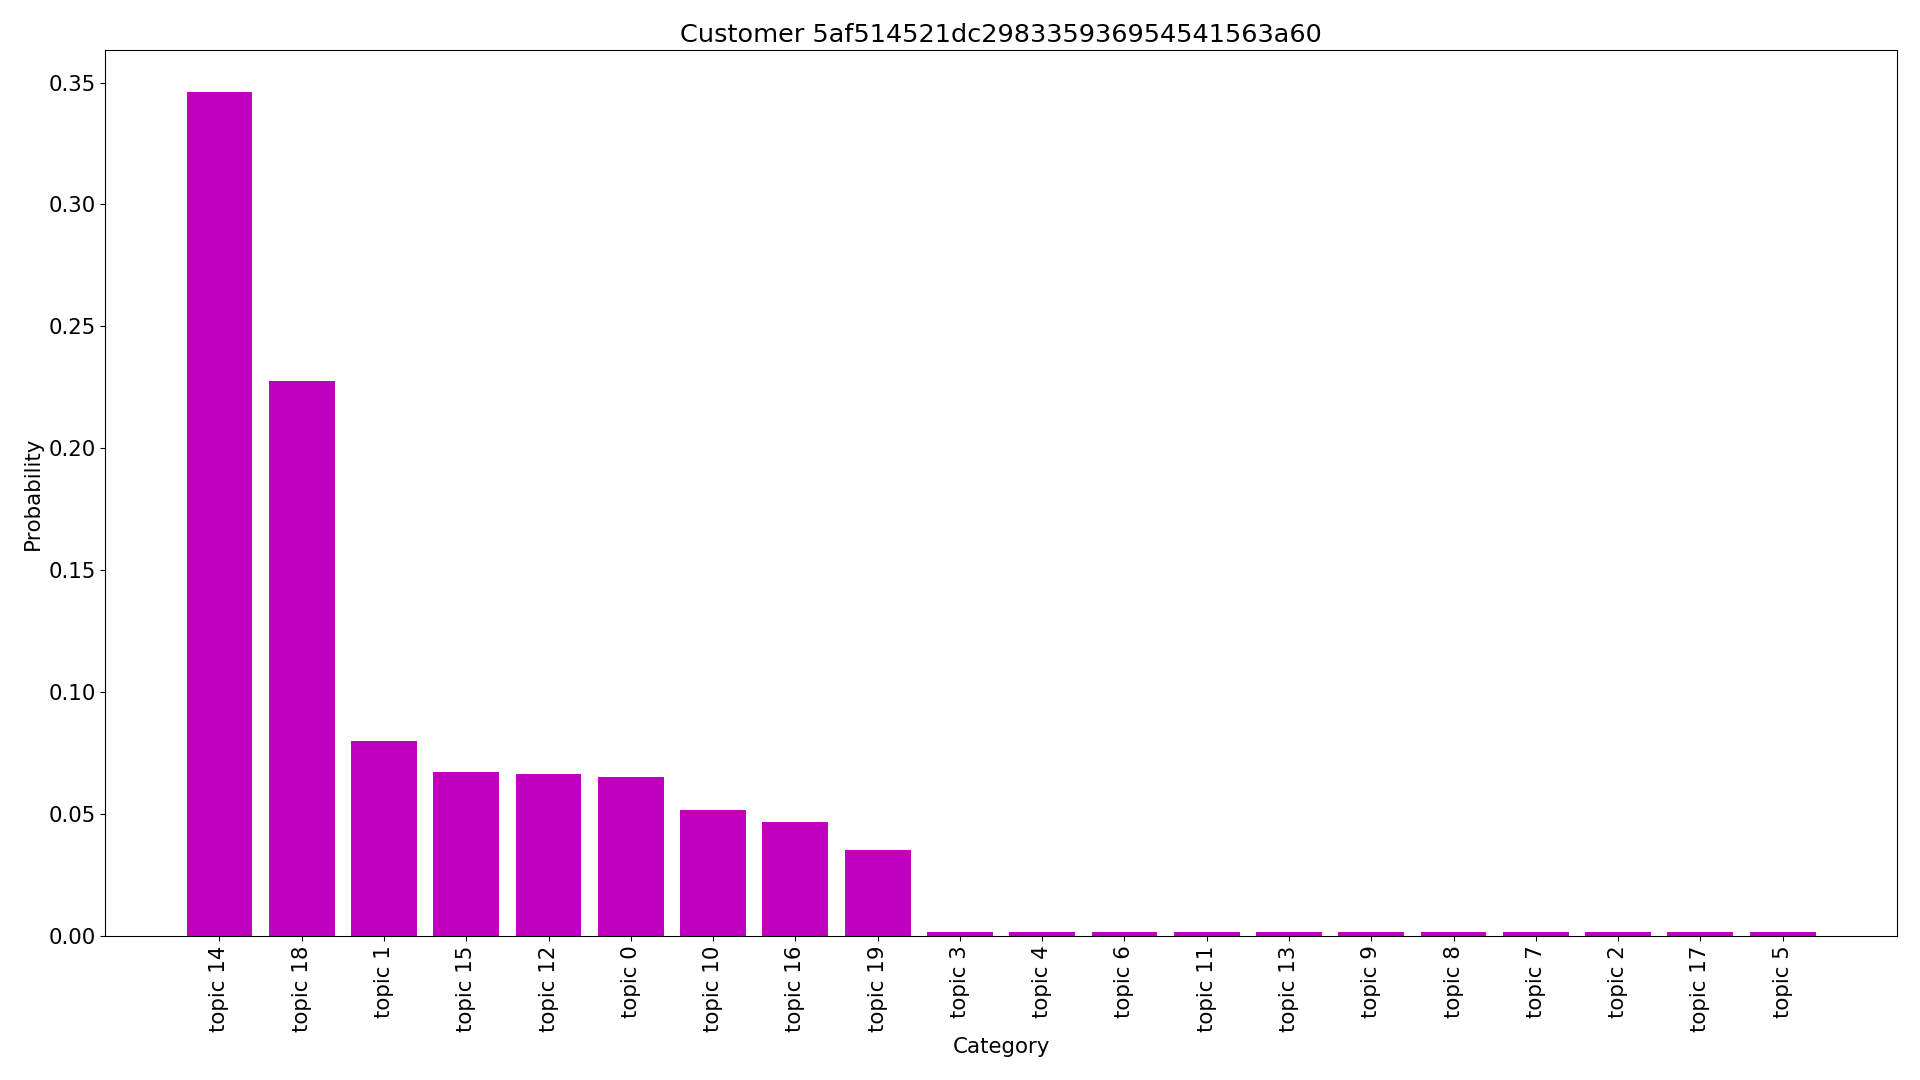 Customer 5af514521dc298335936954541563a60
Probability
0.35
0.30
0.25
0.20
0.15
0.10
0.05
0.00
topic 14
topic 18
topic 1
topic 15
topic 12
topic 0
topic 10
topic 16
topic 19
topic 3
topic 4
topic 6
topic 11
topic 13
topic 9
topic 8
topic 7
topic 2
topic 17
topic 5
Category